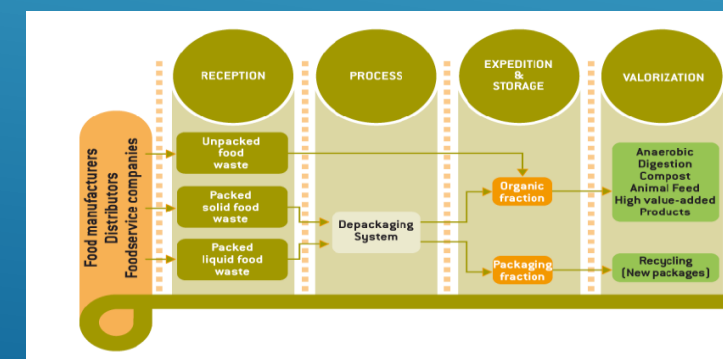 RECEPTION
PROCESS
EXPEDITION
&
STORAGE
VALORIZATION
Food manufacturers
Distributors
Foodservice companies
Unpacked
food
waste
Packed
solid food
waste
Packed
liquid food
waste
Depackaging
System
Organic
fraction
Packaging
fraction
Anaerobic
Digestion
Compost
Animal Feed
High value-added
Products
Recycling
(New packages)